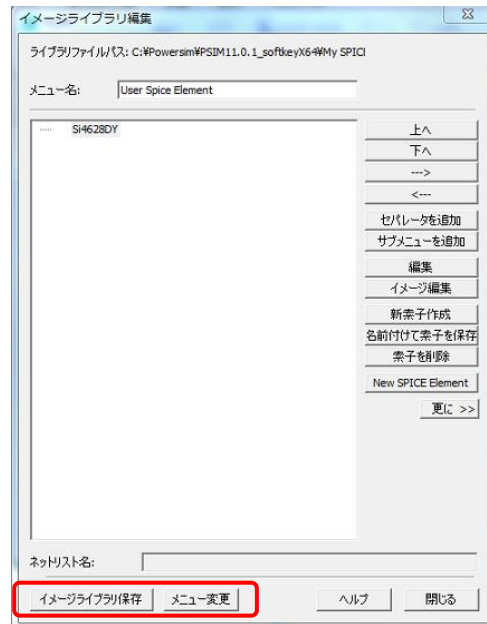 イメージライブラリ編集
ライブラリファイルパス: C:¥Powersim¥PSIM11.0.1_softkeyX64¥My SPICI
メニュー名: User Spice Element
Si4628DY
上へ
下へ
--->
<---
セパレータを追加
サブメニューを追加
編集
イメージ編集
新素子作成
名前付けて素子を保存
素子を削除
New SPICE Element
更に >>
ネットリスト名:
イメージライブラリ保存 メニュー変更 ヘルプ 閉じる